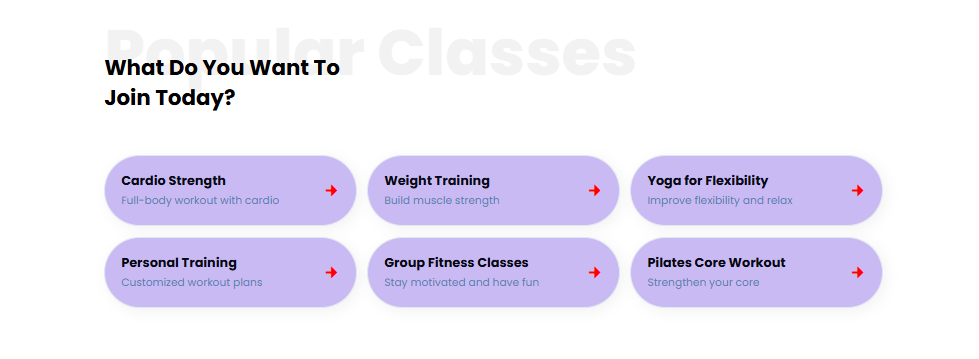 Popular Classes
What Do You Want To
Join Today?
Cardio Strength
Full-body workout with cardio
Weight Training
Build muscle strength
Yoga for Flexibility
Improve flexibility and relax
Personal Training
Customized workout plans
Group Fitness Classes
Stay motivated and have fun
Pilates Core Workout
Strengthen your core